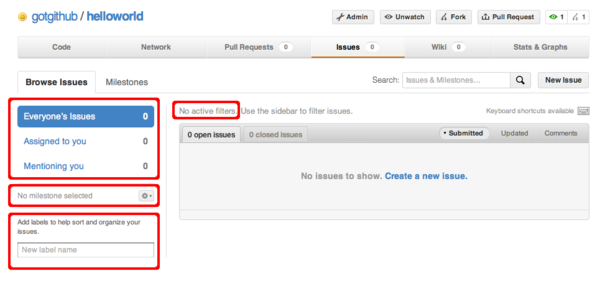 gotgithub / helloworld
Admin
Unwatch
Fork
Pull Request
1
1
Code
Network
Pull Requests 0
Issues 0
Wiki 0
Stats & Graphs
Browse Issues
Milestones
Search:
Issues & Milestones...
New Issue
Everyone's Issues 0
Assigned to you 0
Mentioning you 0
No milestone selected
Add labels to help sort and organize your
issues.
New label name
No active filters. Use the sidebar to filter issues.
Keyboard shortcuts available
0 open issues
0 closed issues
Submitted
Updated
Comments
No issues to show. Create a new issue.